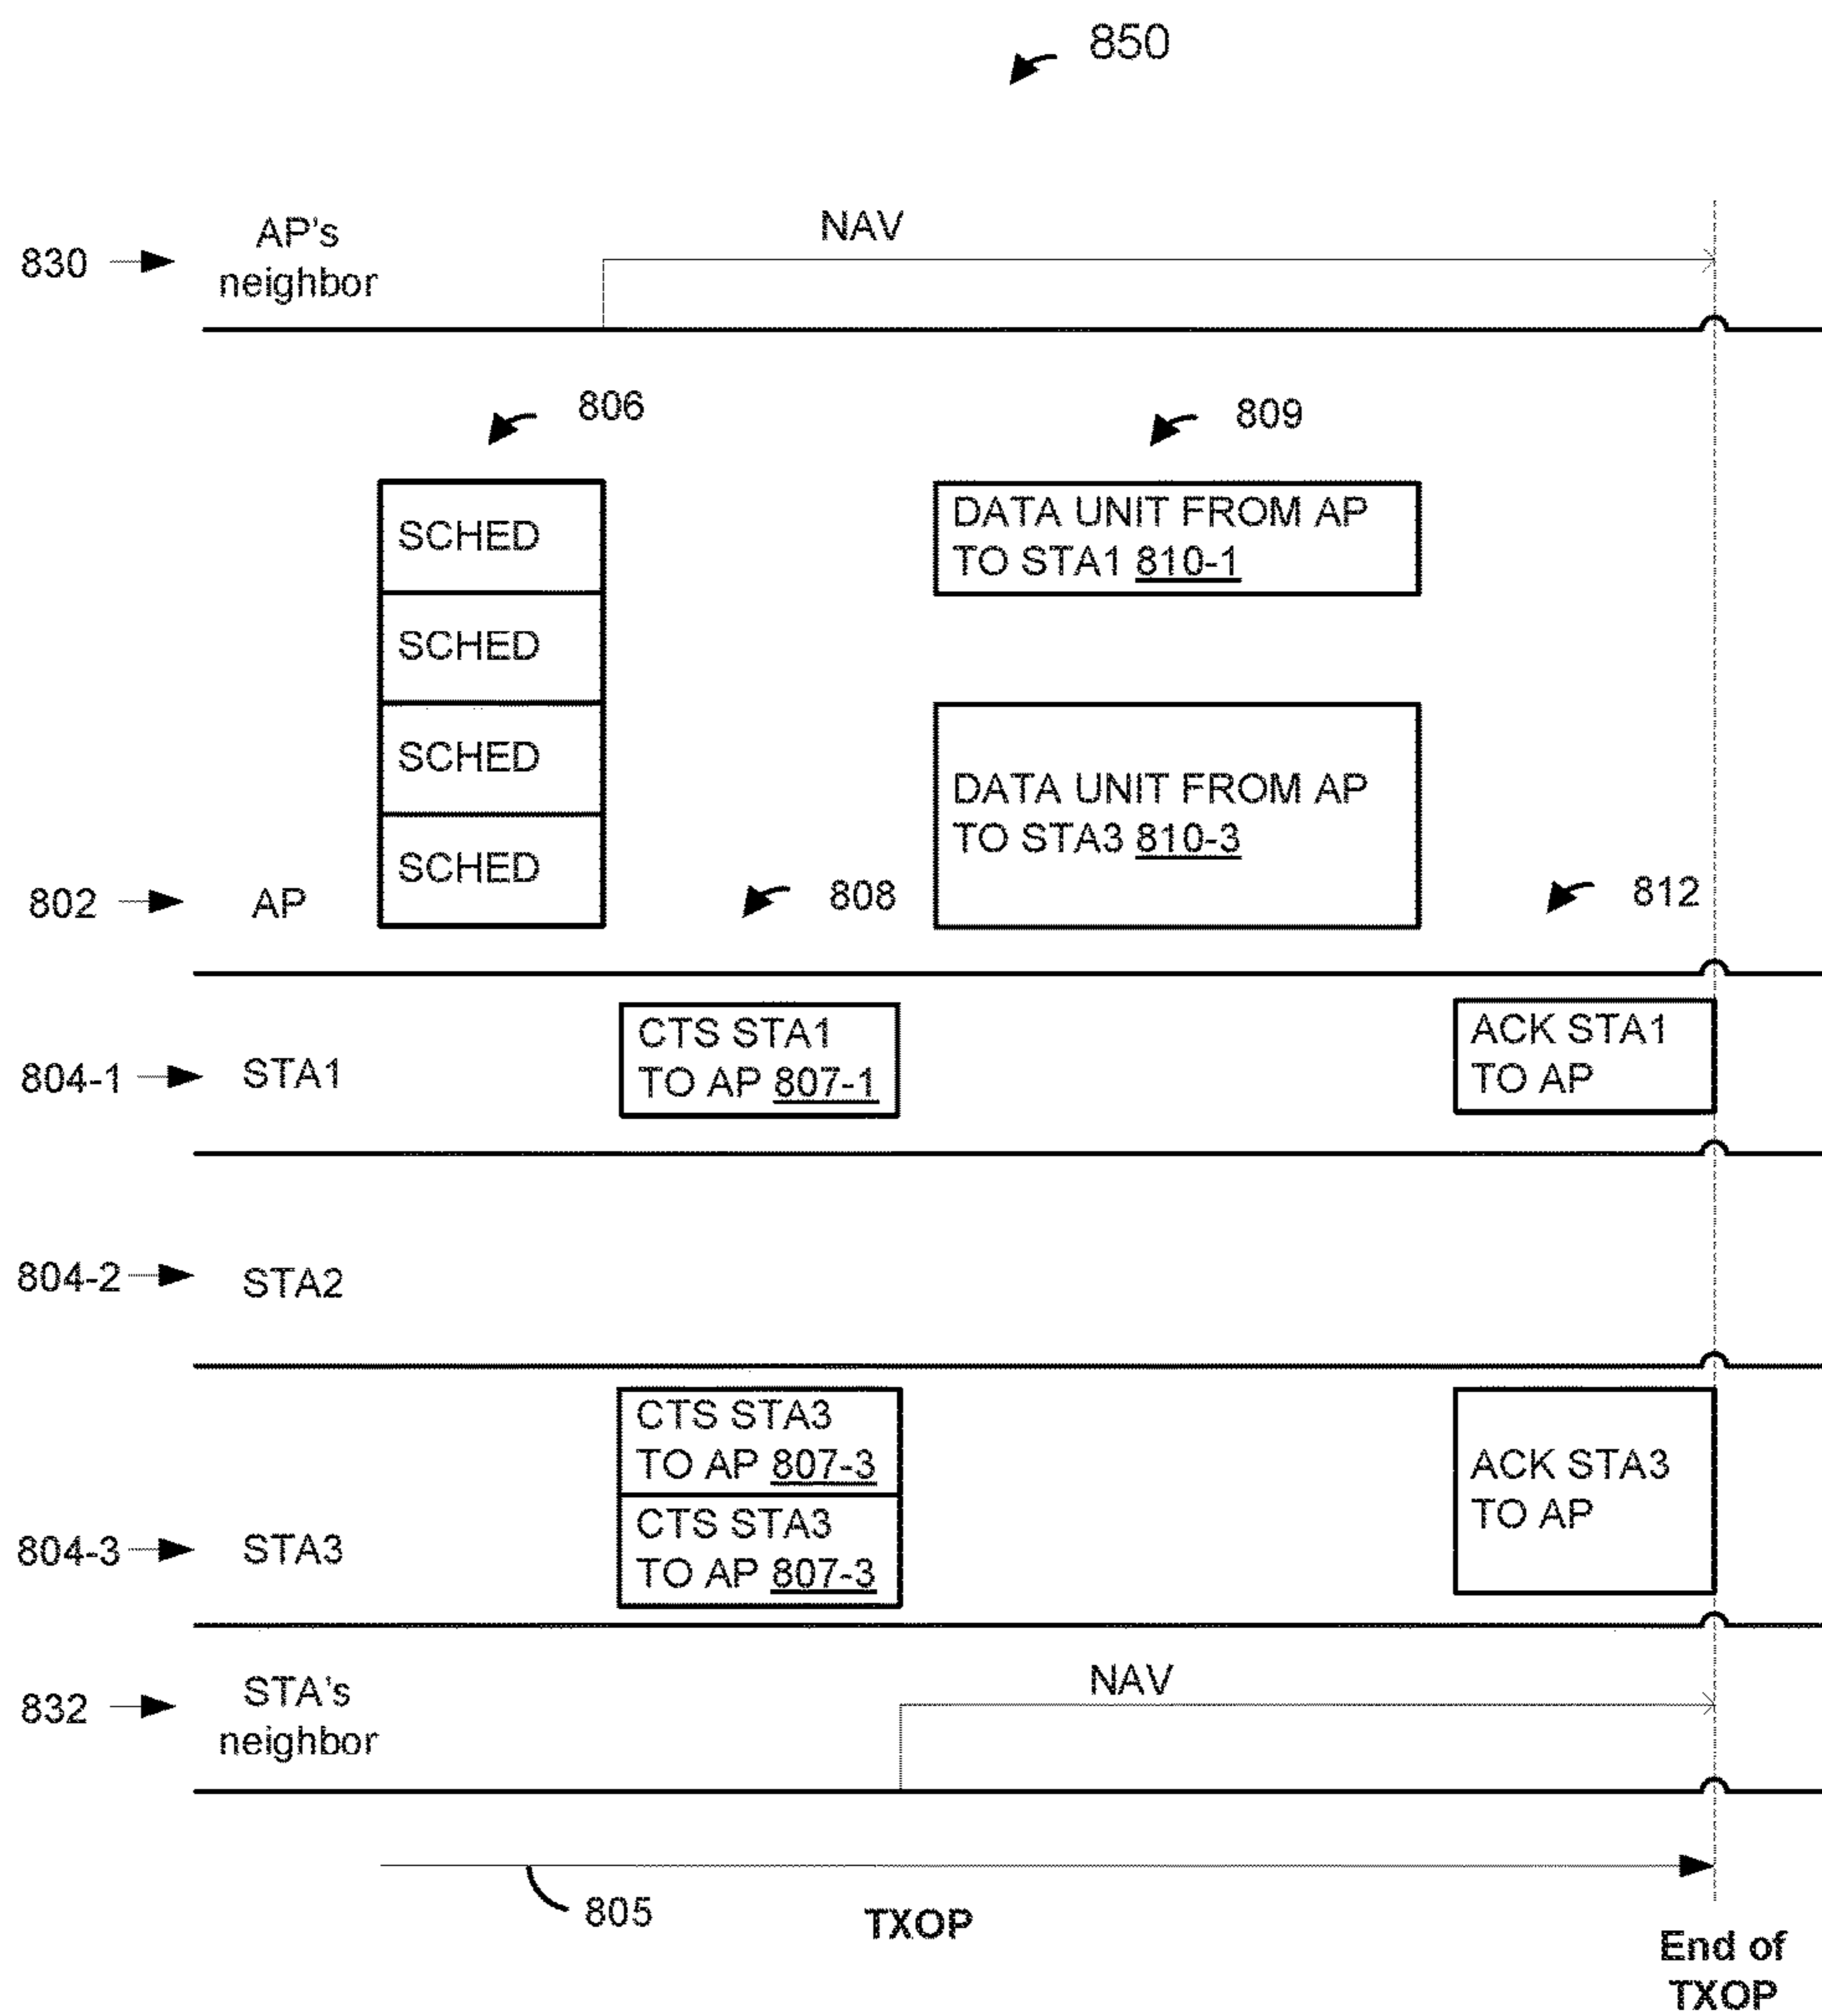 850
830
AP's
neighbor
NAV
806
809
SCHED
SCHED
SCHED
SCHED
DATA UNIT FROM AP
TO STA1 810-1
DATA UNIT FROM AP
TO STA3 810-3
802
AP
808
812
804-1
STA1
CTS STA1
TO AP 807-1
ACK STA1
TO AP
804-2
STA2
804-3
STA3
CTS STA3
TO AP 807-3
CTS STA3
TO AP 807-3
ACK STA3
TO AP
832
STA's
neighbor
NAV
805
TXOP
End of
TXOP